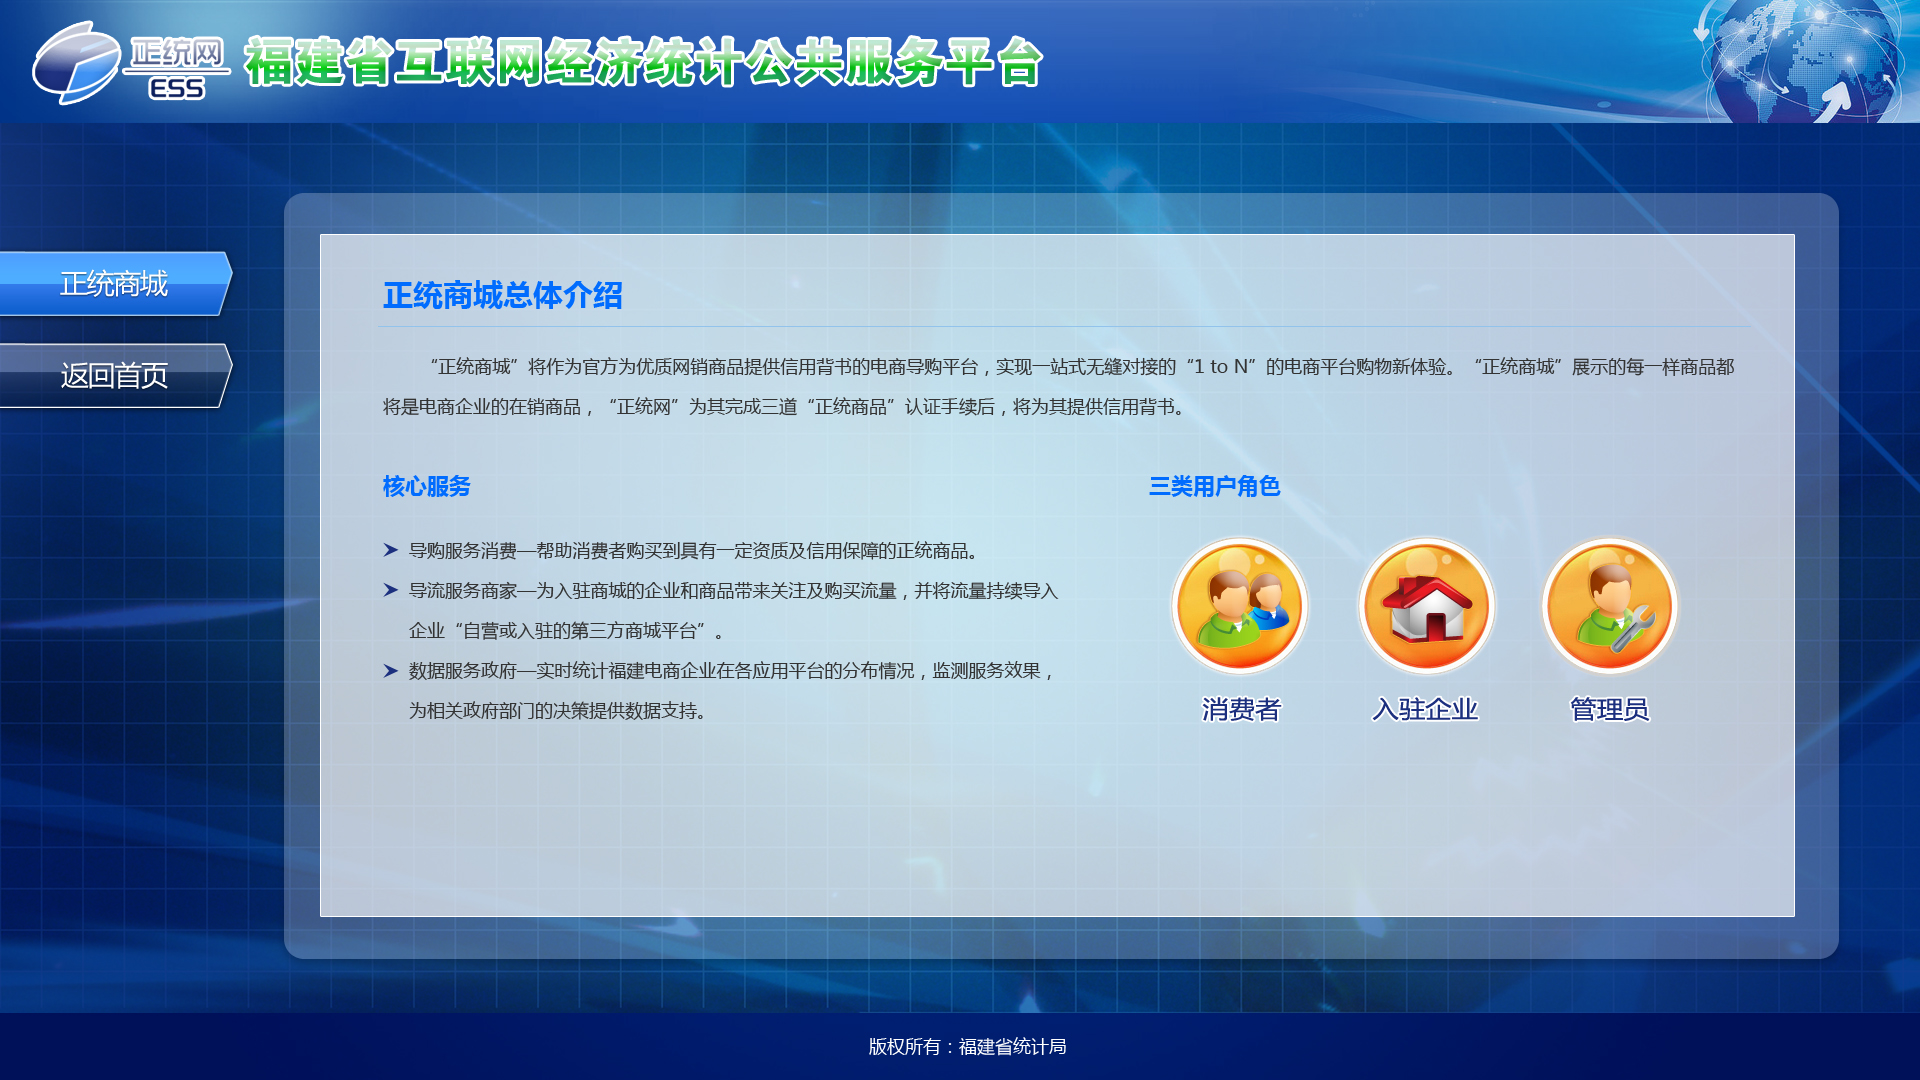 正统网
ESS
福建省互联网经济统计公共服务平台
正统商城
返回首页
正统商城总体介绍
“正统商城”将作为官方为优质网销商品提供信用背书的电商导购平台，实现一站式无缝对接的“1 to N”的电商平台购物新体验。“正统商城”展示的每一样商品都
将是电商企业的在销商品，“正统网”为其完成三道“正统商品”认证手续后，将为其提供信用背书。
核心服务
导购服务消费—帮助消费者购买到具有一定资质及信用保障的正统商品。
导流服务商家—为入驻商城的企业和商品带来关注及购买流量，并将流量持续导入
企业“自营或入驻的第三方商城平台”。
数据服务政府—实时统计福建电商企业在各应用平台的分布情况，监测服务效果，
为相关政府部门的决策提供数据支持。
三类用户角色
消费者
入驻企业
管理员
版权所有：福建省统计局